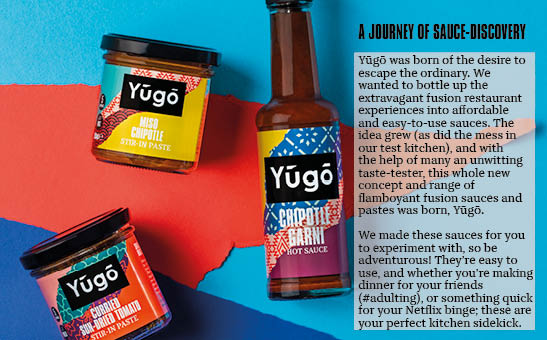 Yūgō
MISO
CHIPOTLE
STIR-IN PASTE
Yūgō
CHIPOTLE
GARNI
HOT SAUCE
Yūgō
CURRIED
SUN-DRIED TOMATO
STIR-IN PASTE
A JOURNEY OF SAUCE-DISCOVERY
Yūgō was born of the desire to
escape the ordinary. We
wanted to bottle up the
extravagant fusion restaurant
experiences into affordable
and easy-to-use sauces. The
idea grew (as did the mess in
our test kitchen), and with
the help of many an unwitting
taste-tester, this whole new
concept and range of
flamboyant fusion sauces and
pastes was born, Yūgō.
We made these sauces for you
to experiment with, so be
adventurous! They're easy to
use, and whether you're making
dinner for your friends
(#adulting), or something quick
for your Netflix binge; these are
your perfect kitchen sidekick.